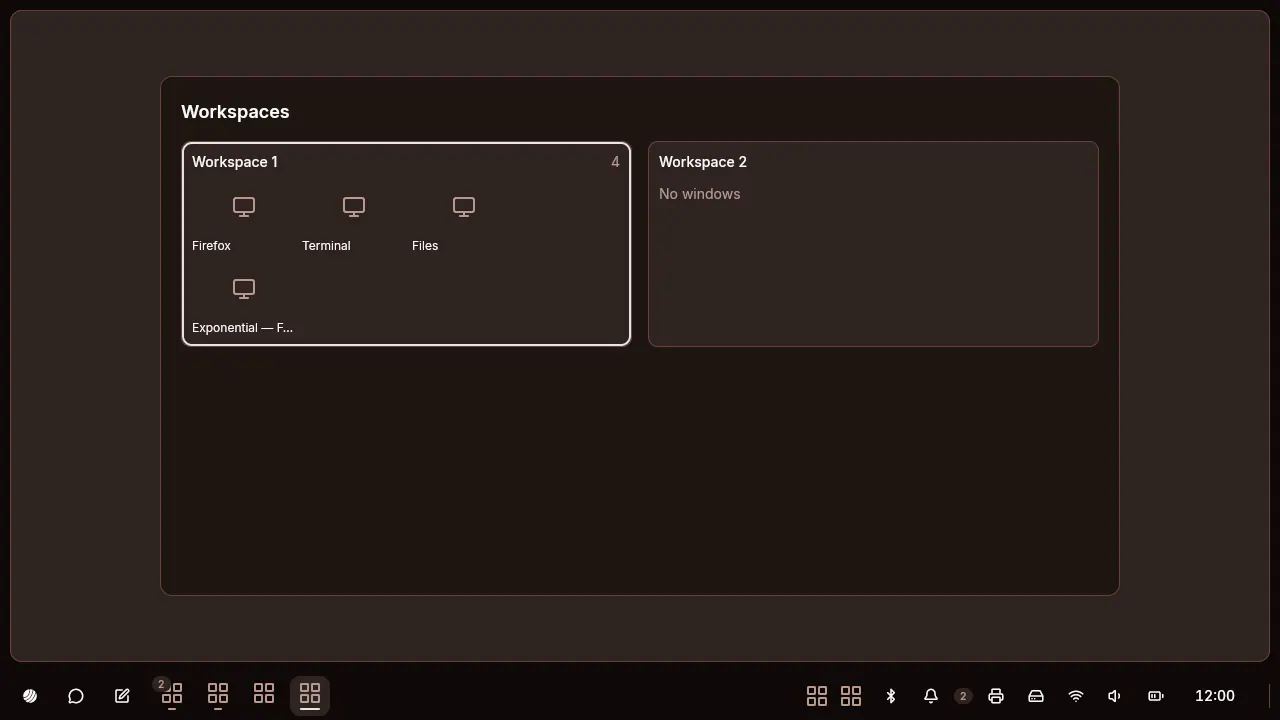 Workspaces
Workspace 1
4
Firefox
Terminal
Files
Exponential — F...
Workspace 2
No windows
2
2
12:00